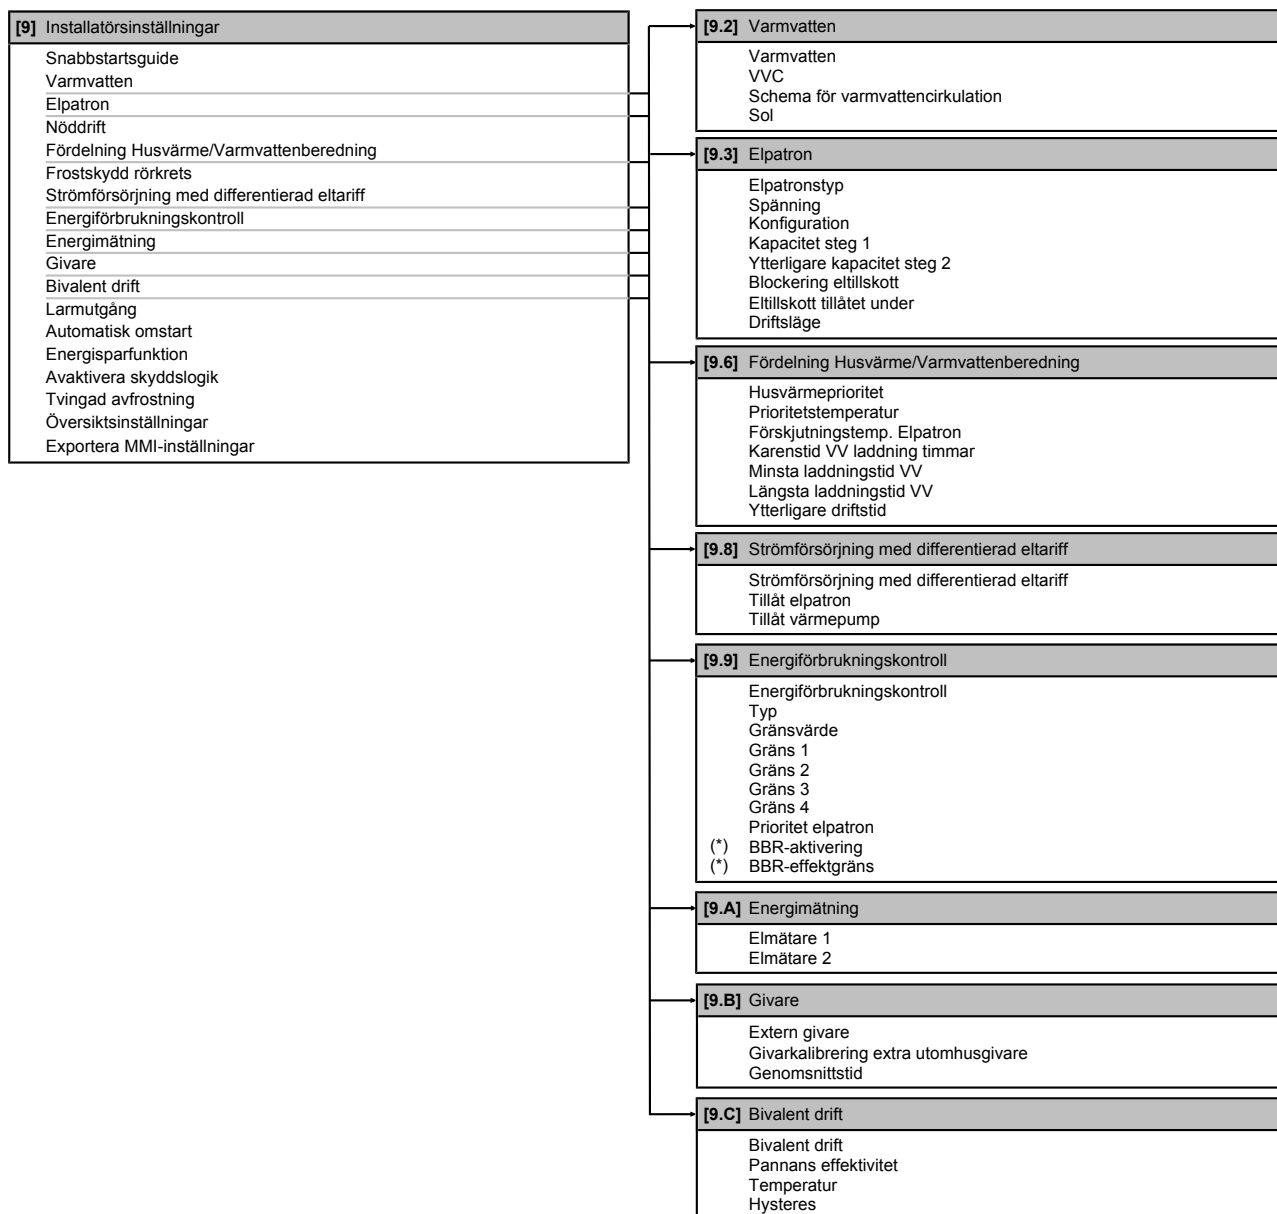 [9] Installatörsinställningar
Snabbstartsguide
Varmvatten
Elpatron
Nöddrift
Fördelning Husvärme/Varmvattenberedning
Frostskydd rörkrets
Strömförsörjning med differentierad eltariff
Energiförbrukningskontroll
Energimätning
Givare
Bivalent drift
Larmutgång
Automatisk omstart
Energisparfunktion
Avaktivera skyddslogik
Tvingad avfrostning
Översiktsinställningar
Exportera MMI-inställningar
[9.2] Varmvatten
Varmvatten
VVC
Schema för varmvattencirkulation
Sol
[9.3] Elpatron
Elpatronstyp
Spänning
Konfiguration
Kapacitet steg 1
Ytterligare kapacitet steg 2
Blockering eltillskott
Eltillskott tillåtet under
Driftsläge
[9.6] Fördelning Husvärme/Varmvattenberedning
Husvärmeprioritet
Prioritetstemperatur
Förskjutningstemp. Elpatron
Karenstid VV laddning timmar
Minsta laddningstid VV
Längsta laddningstid VV
Ytterligare driftstid
[9.8] Strömförsörjning med differentierad eltariff
Strömförsörjning med differentierad eltariff
Tillåt elpatron
Tillåt värmepump
[9.9] Energiförbrukningskontroll
Energiförbrukningskontroll
Typ
Gränsvärde
Gräns 1
Gräns 2
Gräns 3
Gräns 4
Prioritet elpatron
(*) BBR-aktivering
(*) BBR-effektgräns
[9.A] Energimätning
Elmätare 1
Elmätare 2
[9.B] Givare
Extern givare
Givarkalibrering extra utomhusgivare
Genomsnittstid
[9.C] Bivalent drift
Bivalent drift
Pannans effektivitet
Temperatur
Hysteres